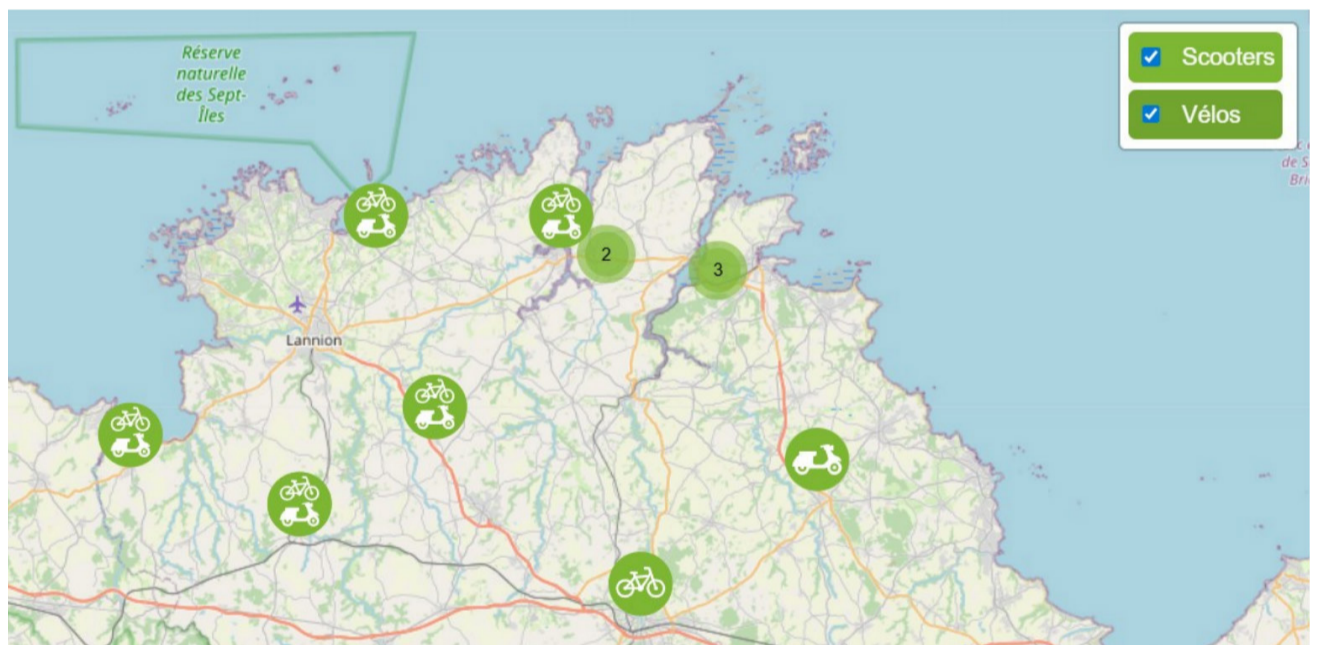 Réserve
naturelle
des Sept-
Îles
Scooters
Vélos
2
3
Lannion